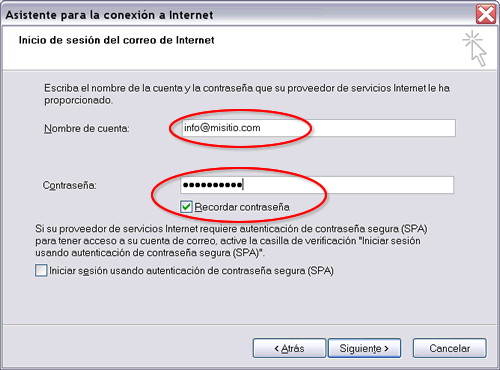 Asistente para la conexión a Internet
Inicio de sesión del correo de Internet
Escriba el nombre de la cuenta y la contraseña que su proveedor de servicios Internet le ha
proporcionado.
Nombre de cuenta: info@misitio.com
Contraseña: ●●●●●●●●●●
Recordar contraseña
Si su proveedor de servicios Internet requiere autenticación de contraseña segura (SPA)
para tener acceso a su cuenta de correo, active la casilla de verificación "Iniciar sesión
usando autenticación de contraseña segura (SPA)".
Iniciar sesión usando autenticación de contraseña segura (SPA)
< Atrás Siguiente > Cancelar